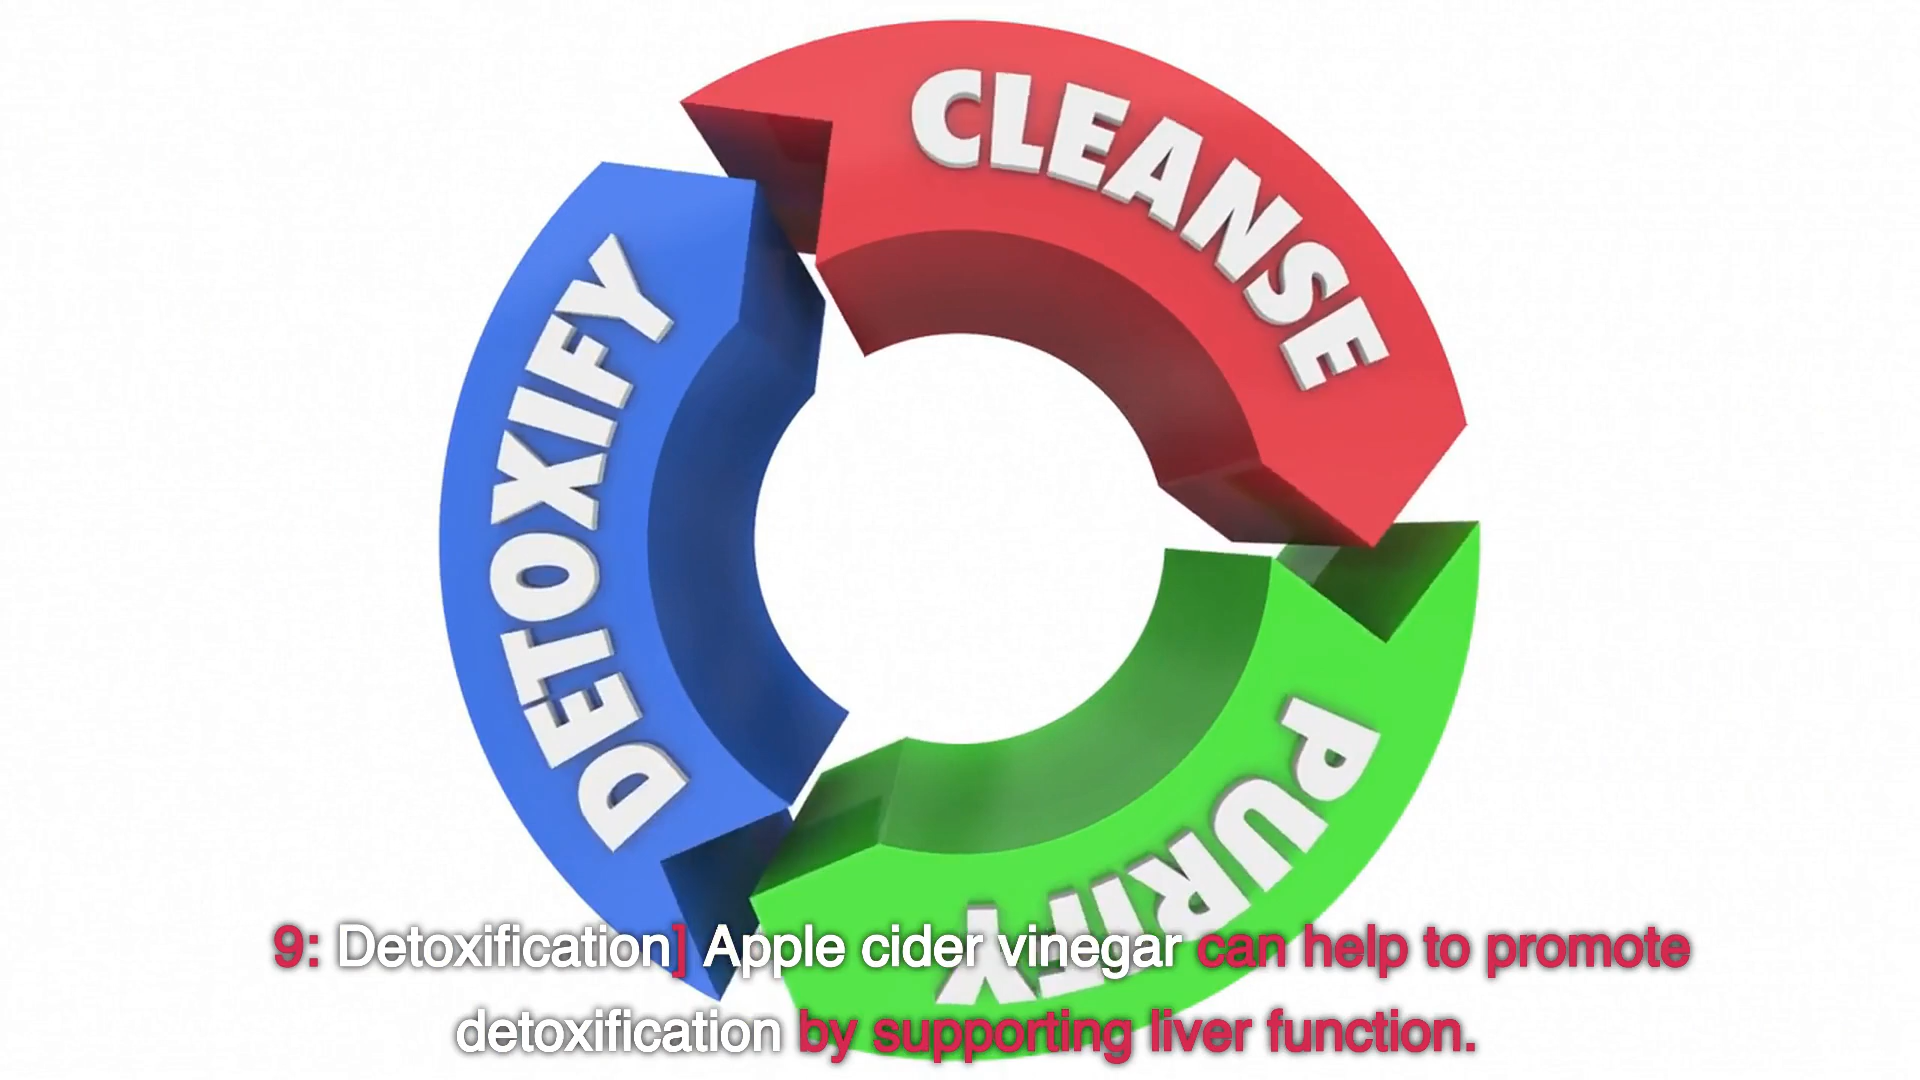 CLEANSE
DETOXIFY
PURIFY
9: Detoxification] Apple cider vinegar can help to promote
detoxification by supporting liver function.